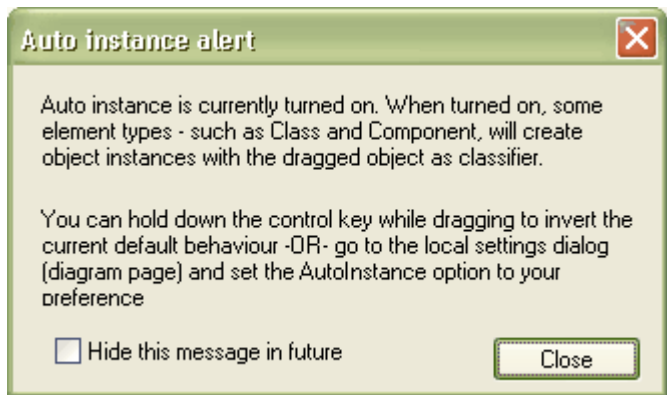 Auto instance alert
Auto instance is currently turned on. When turned on, some
element types - such as Class and Component, will create
object instances with the dragged object as classifier.
You can hold down the control key while dragging to invert the
current default behaviour -OR- go to the local settings dialog
(diagram page) and set the AutoInstance option to your
preference
Hide this message in future
Close